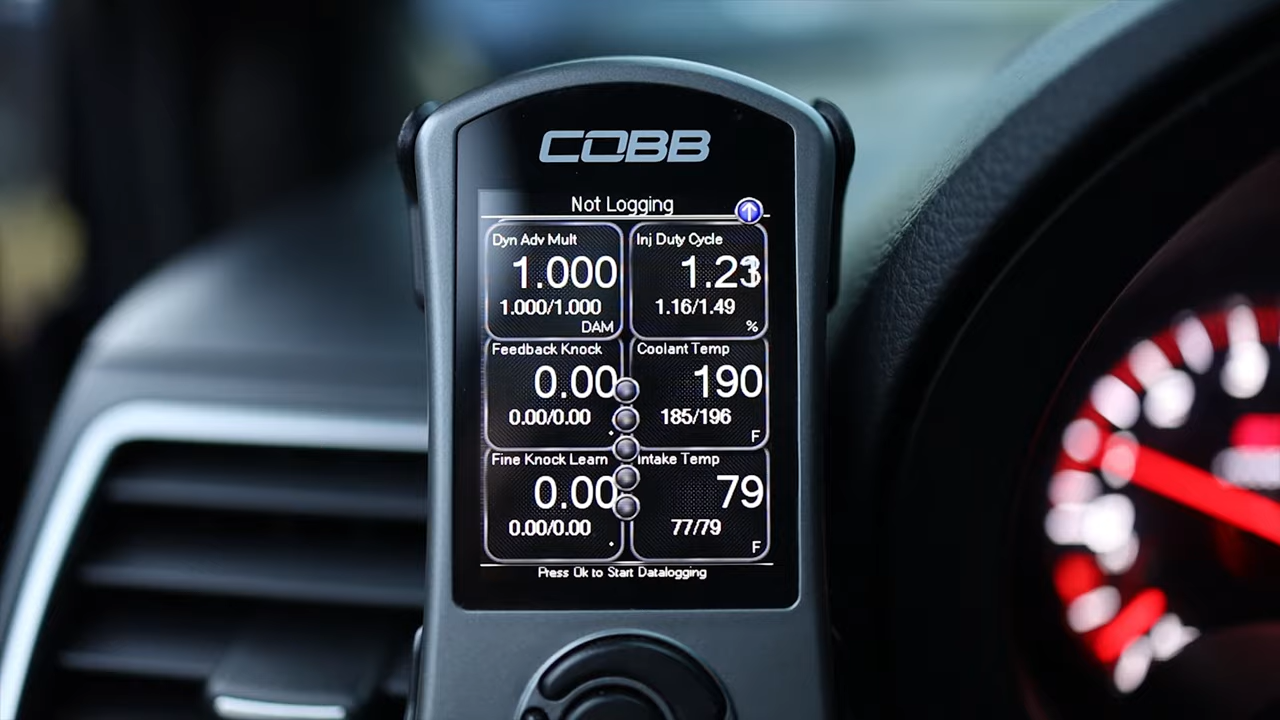 COBB
Not Logging
Dyn Adv Mult
1.000
1.000/1.000
DAM
Inj Duty Cycle
1.23
1.16/1.49
%
Feedback Knock
0.00
0.00/0.00
Coolant Temp
190
185/196
F
Fine Knock Learn
0.00
0.00/0.00
Intake Temp
79
77/79
F
Press Ok to Start Datalogging